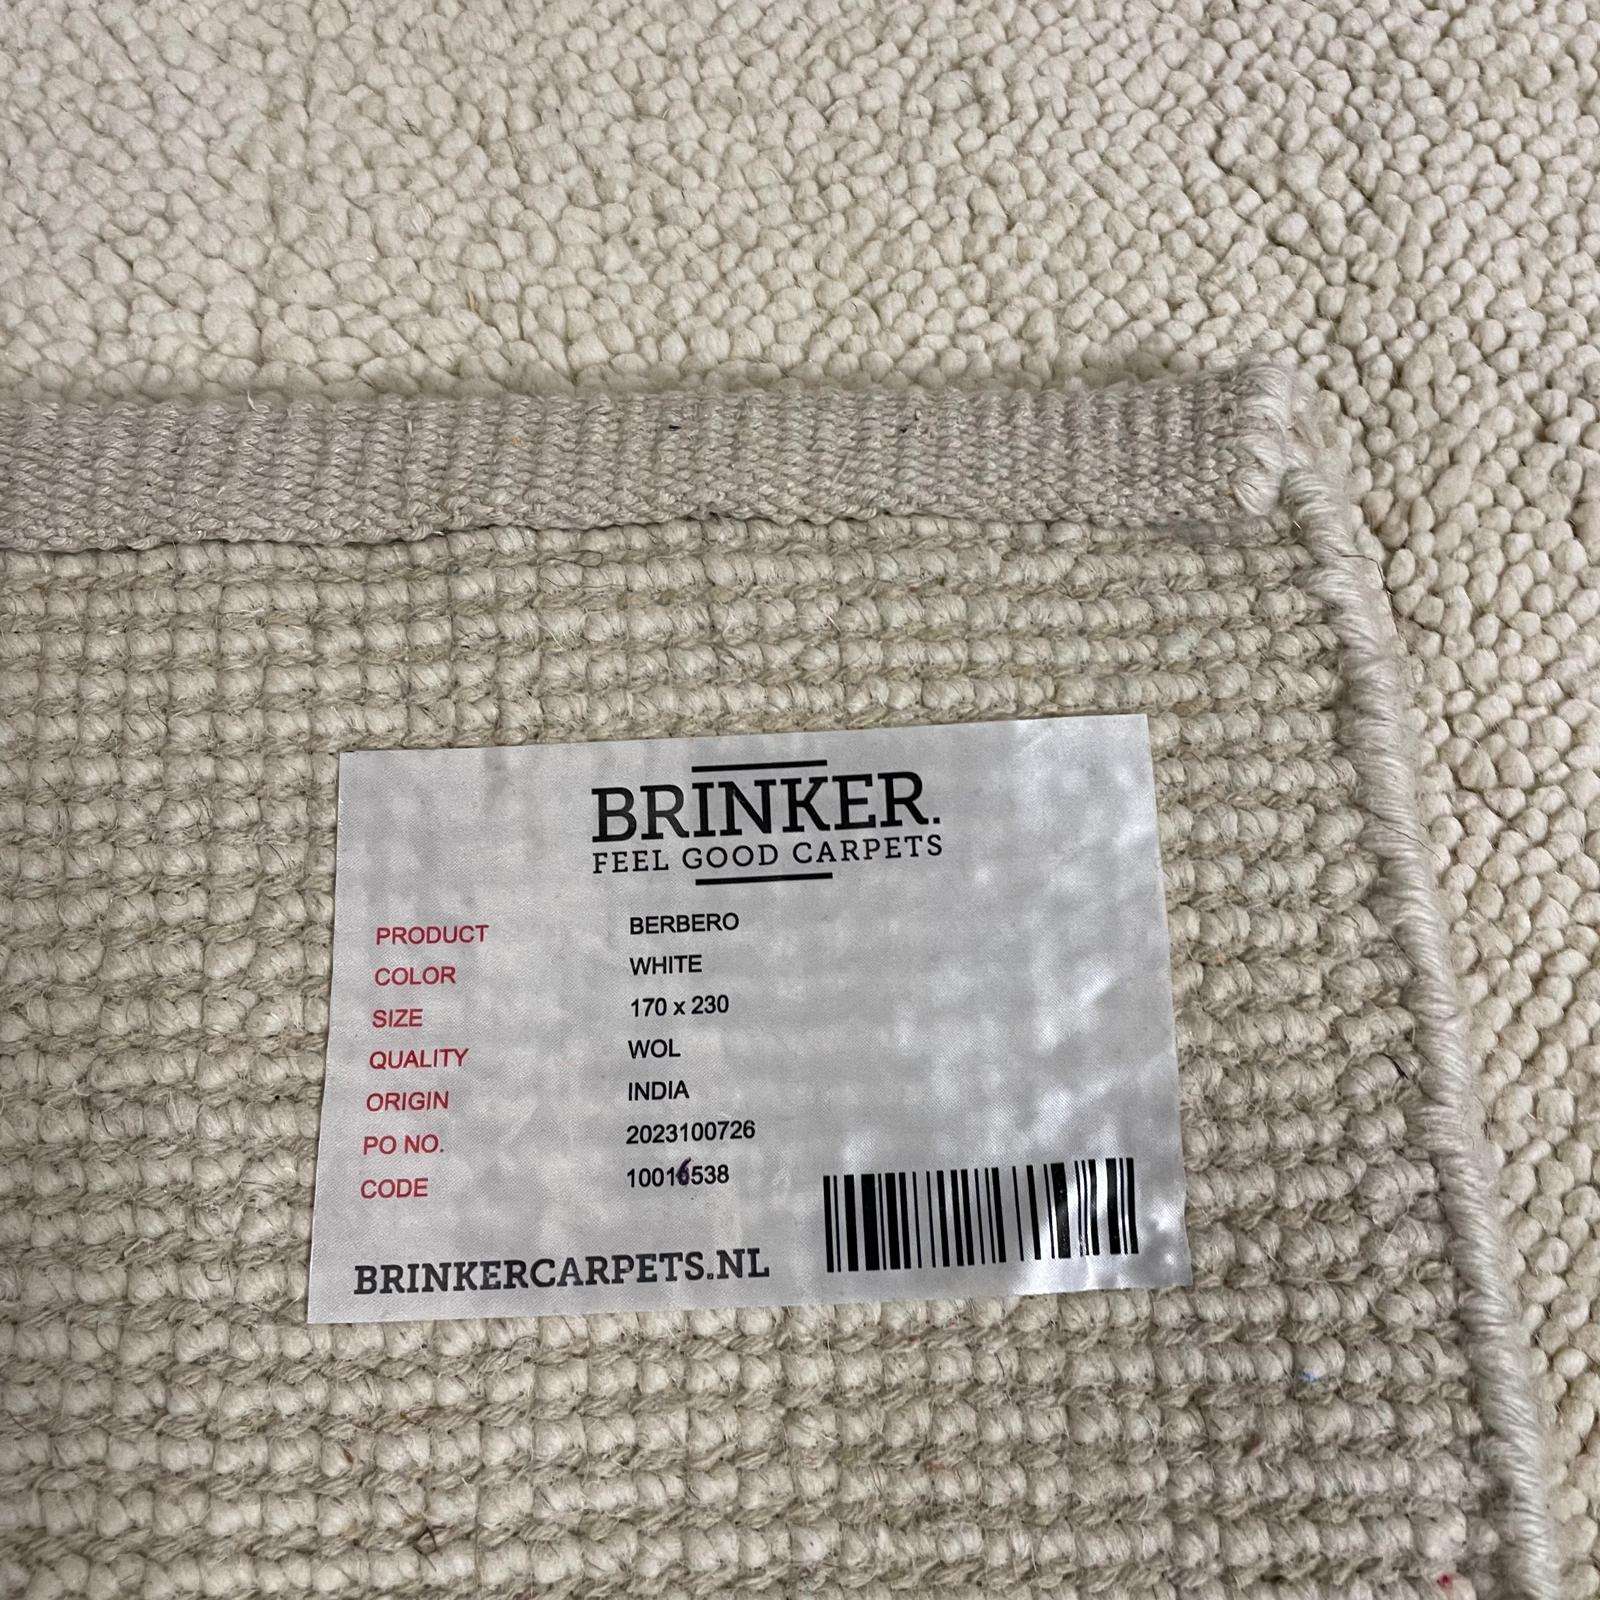 BRINKER.
FEEL GOOD CARPETS
PRODUCT BERBERO
COLOR WHITE
SIZE 170 x 230
QUALITY WOL
ORIGIN INDIA
PO NO. 2023100726
CODE 10016538
BRINKERCARPETS.NL